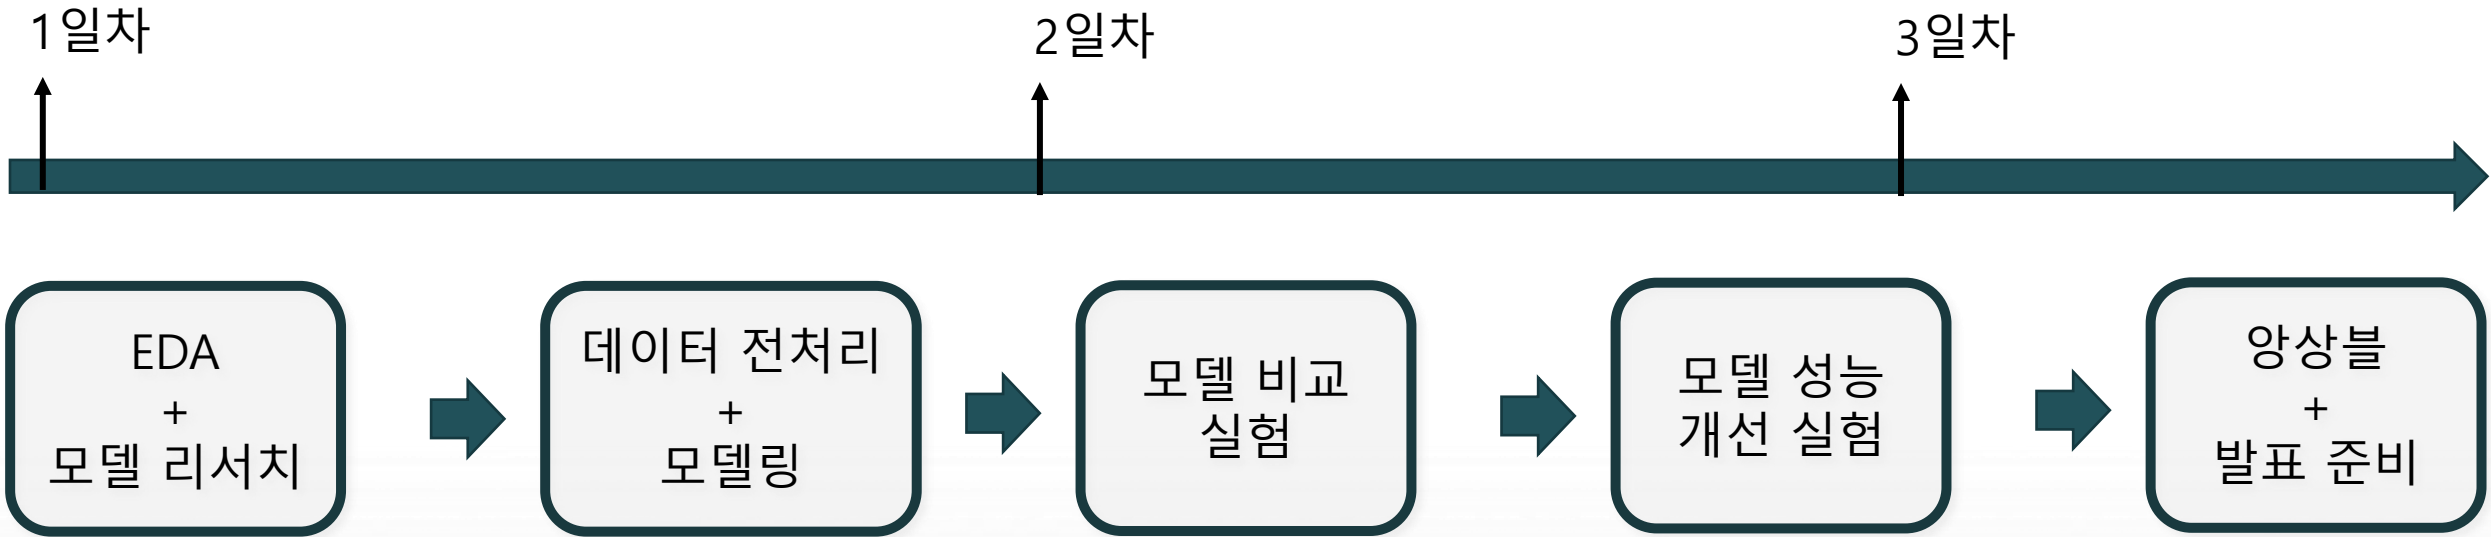 1일차
2일차
3일차
EDA
+
모델 리서치
데이터 전처리
+
모델링
모델 비교
실험
모델 성능
개선 실험
앙상블
+
발표 준비